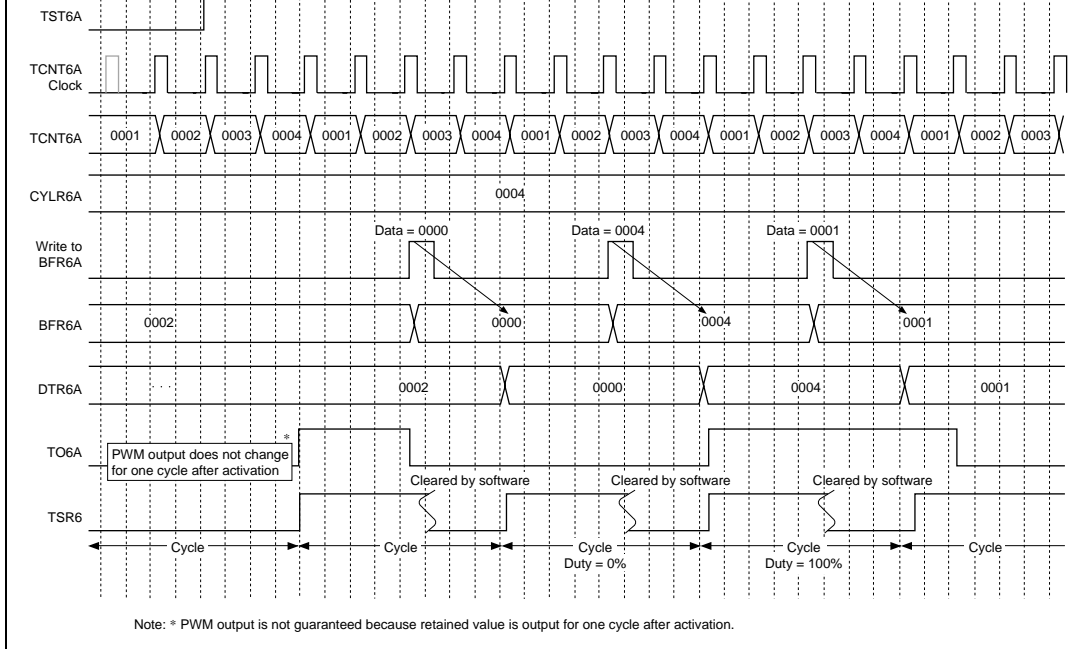 TST6A
TCNT6A
Clock
TCNT6A 0001 0002 0003 0004 0001 0002 0003 0004 0001 0002 0003 0004 0001 0002 0003 0004 0001 0002 0003
CYLR6A 0004
Data = 0000 Data = 0004 Data = 0001
Write to
BFR6A
BFR6A 0002 0000 0004 0001
DTR6A · · · 0002 0000 0004 0001
*
TO6A PWM output does not change
for one cycle after activation
Cleared by software Cleared by software Cleared by software
TSR6
Cycle Cycle Cycle Cycle Cycle
Duty = 0% Duty = 100%
Note: * PWM output is not guaranteed because retained value is output for one cycle after activation.